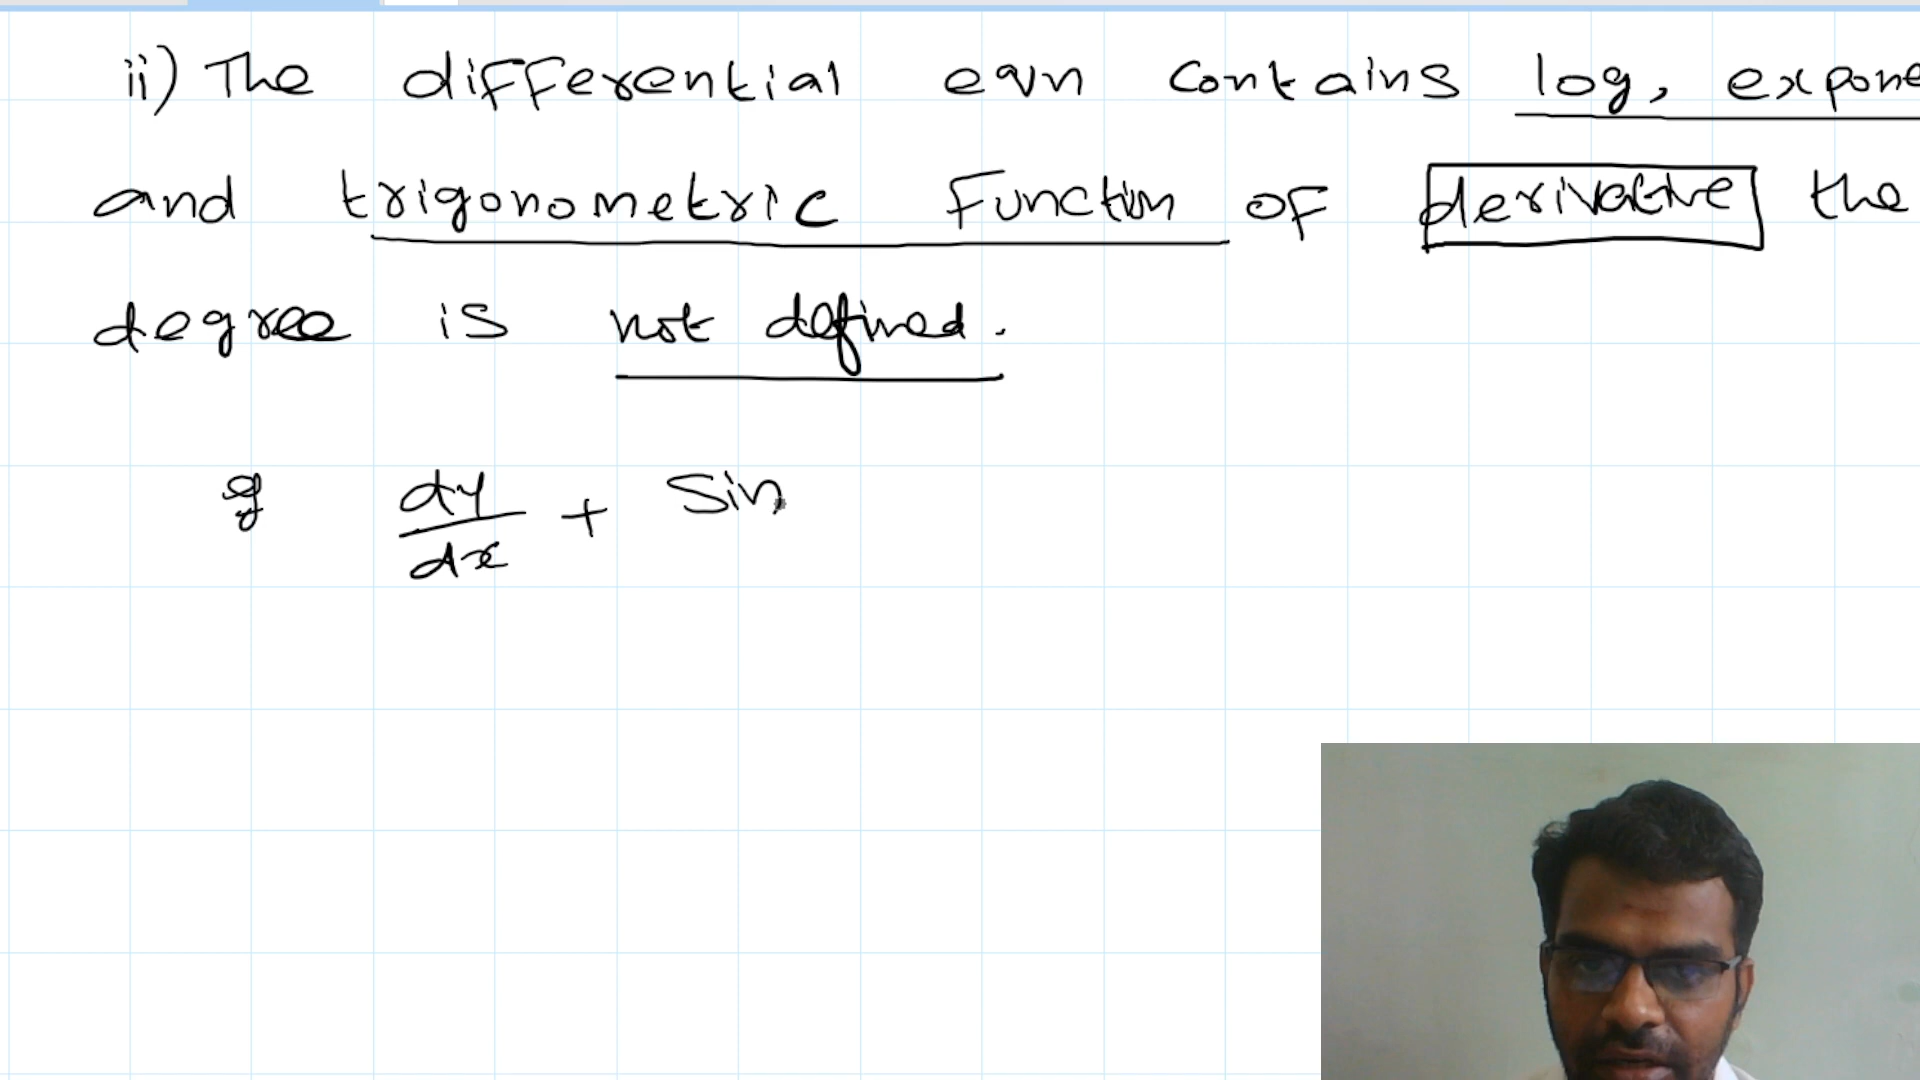 ii) The differential eqn contains log, expone
and trigonometric Function of derivative the
degree is not defined.
eg dy/dx + Sin